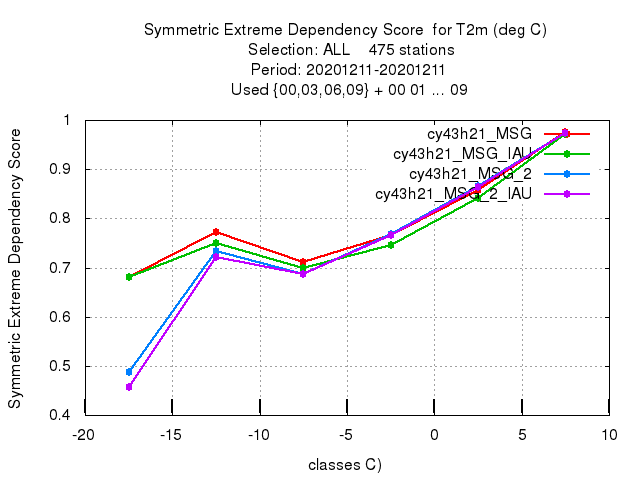 Symmetric Extreme Dependency Score  for T2m (deg C)
Selection: ALL    475 stations
Period: 20201211-20201211
Used {00,03,06,09} + 00 01 ... 09
Symmetric Extreme Dependency Score
1
0.9
0.8
0.7
0.6
0.5
0.4
cy43h21_MSG
cy43h21_MSG_IAU
cy43h21_MSG_2
cy43h21_MSG_2_IAU
-20 -15 -10 -5 0 5 10
classes C)